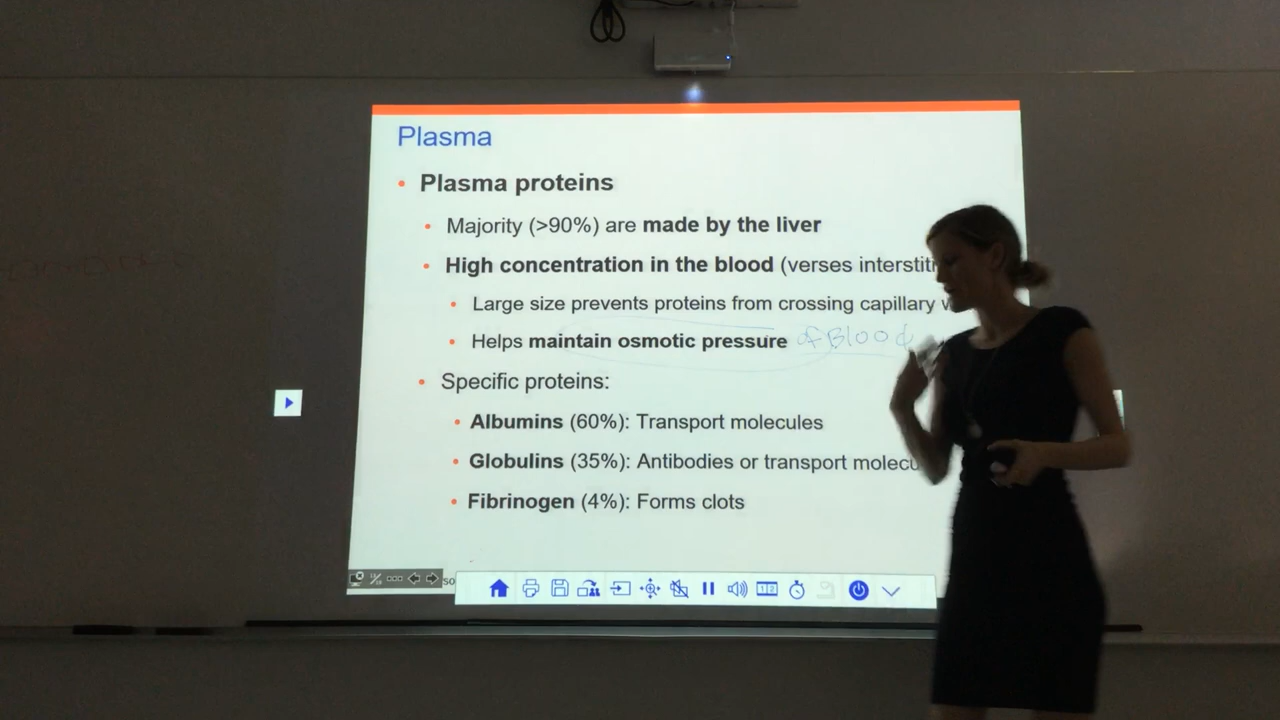 Plasma
• Plasma proteins
• Majority (>90%) are made by the liver
• High concentration in the blood (verses
• Large size prevents proteins from crossing capillary
• Helps maintain osmotic pressure of Blood
• Specific proteins:
• Albumins (60%): Transport molecules
• Globulins (35%): Antibodies or transport
• Fibrinogen (4%): Forms clots